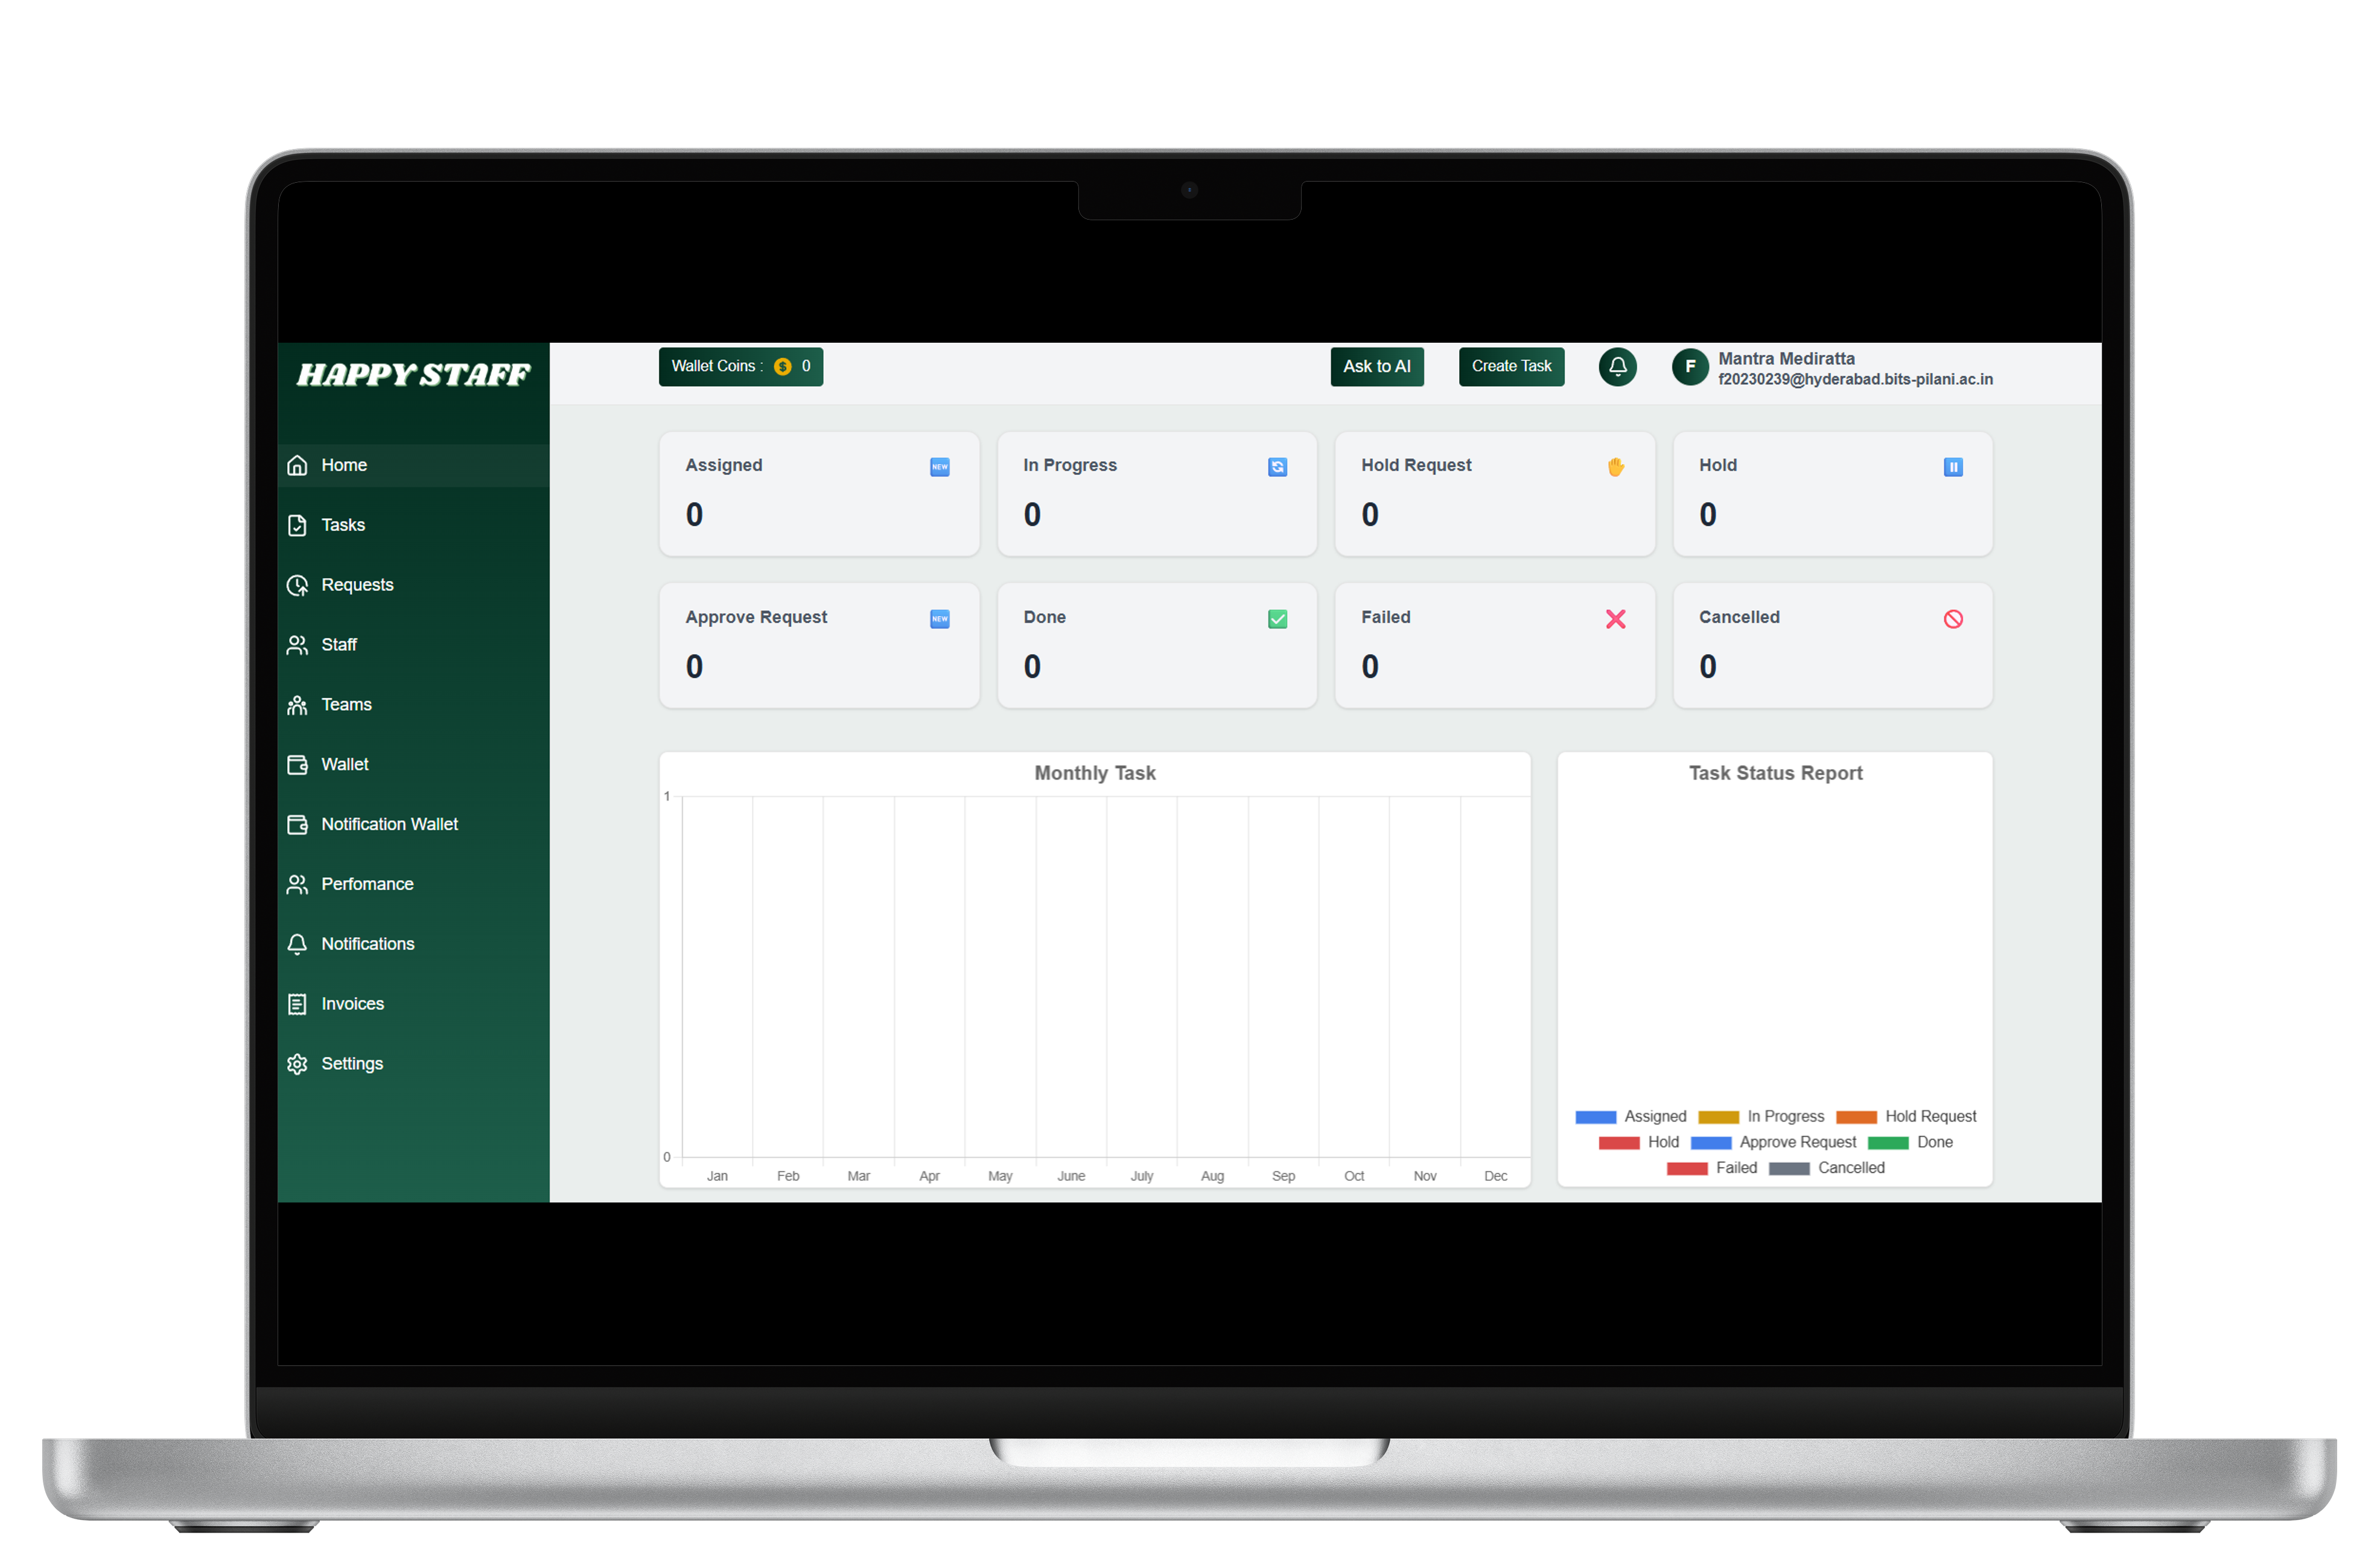 HAPPY STAFF
Home
Tasks
Requests
Staff
Teams
Wallet
Notification Wallet
Perfomance
Notifications
Invoices
Settings
Wallet Coins : $ 0
Ask to AI
Create Task
F
Mantra Mediratta
f20230239@hyderabad.bits-pilani.ac.in
Assigned NEW
0
In Progress
0
Hold Request
0
Hold
0
Approve Request NEW
0
Done
0
Failed
0
Cancelled
0
Monthly Task
1
0
Jan Feb Mar Apr May June July Aug Sep Oct Nov Dec
Task Status Report
Assigned In Progress Hold Request
Hold Approve Request Done
Failed Cancelled